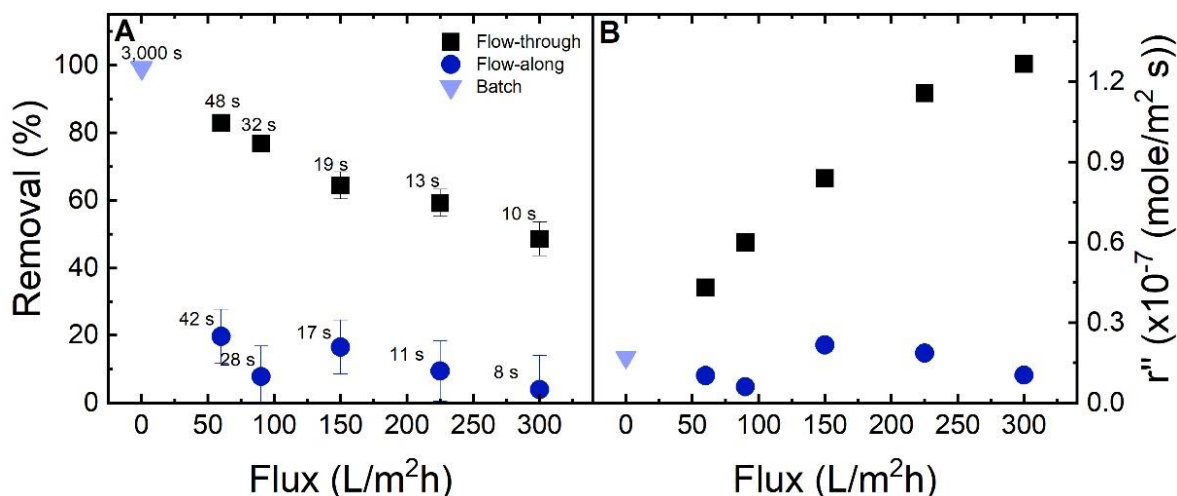 A
3,000 s
Flow-through
Flow-along
Batch
48 s
32 s
19 s
13 s
10 s
42 s
28 s
17 s
11 s
8 s
100
80
60
40
20
0
Removal (%)
0 50 100 150 200 250 300
Flux (L/m²h)
B
1.2
0.9
0.6
0.3
0.0
r" (x10⁻⁷ (mole/m² s))
0 50 100 150 200 250 300
Flux (L/m²h)